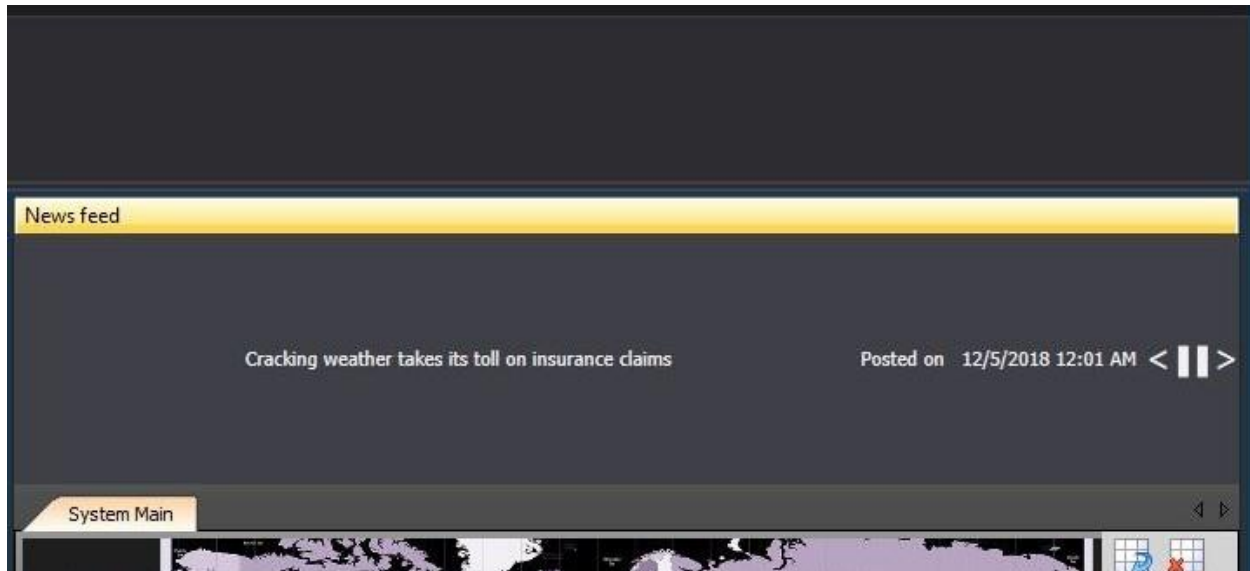 News feed
Cracking weather takes its toll on insurance claims Posted on 12/5/2018 12:01 AM < >
System Main